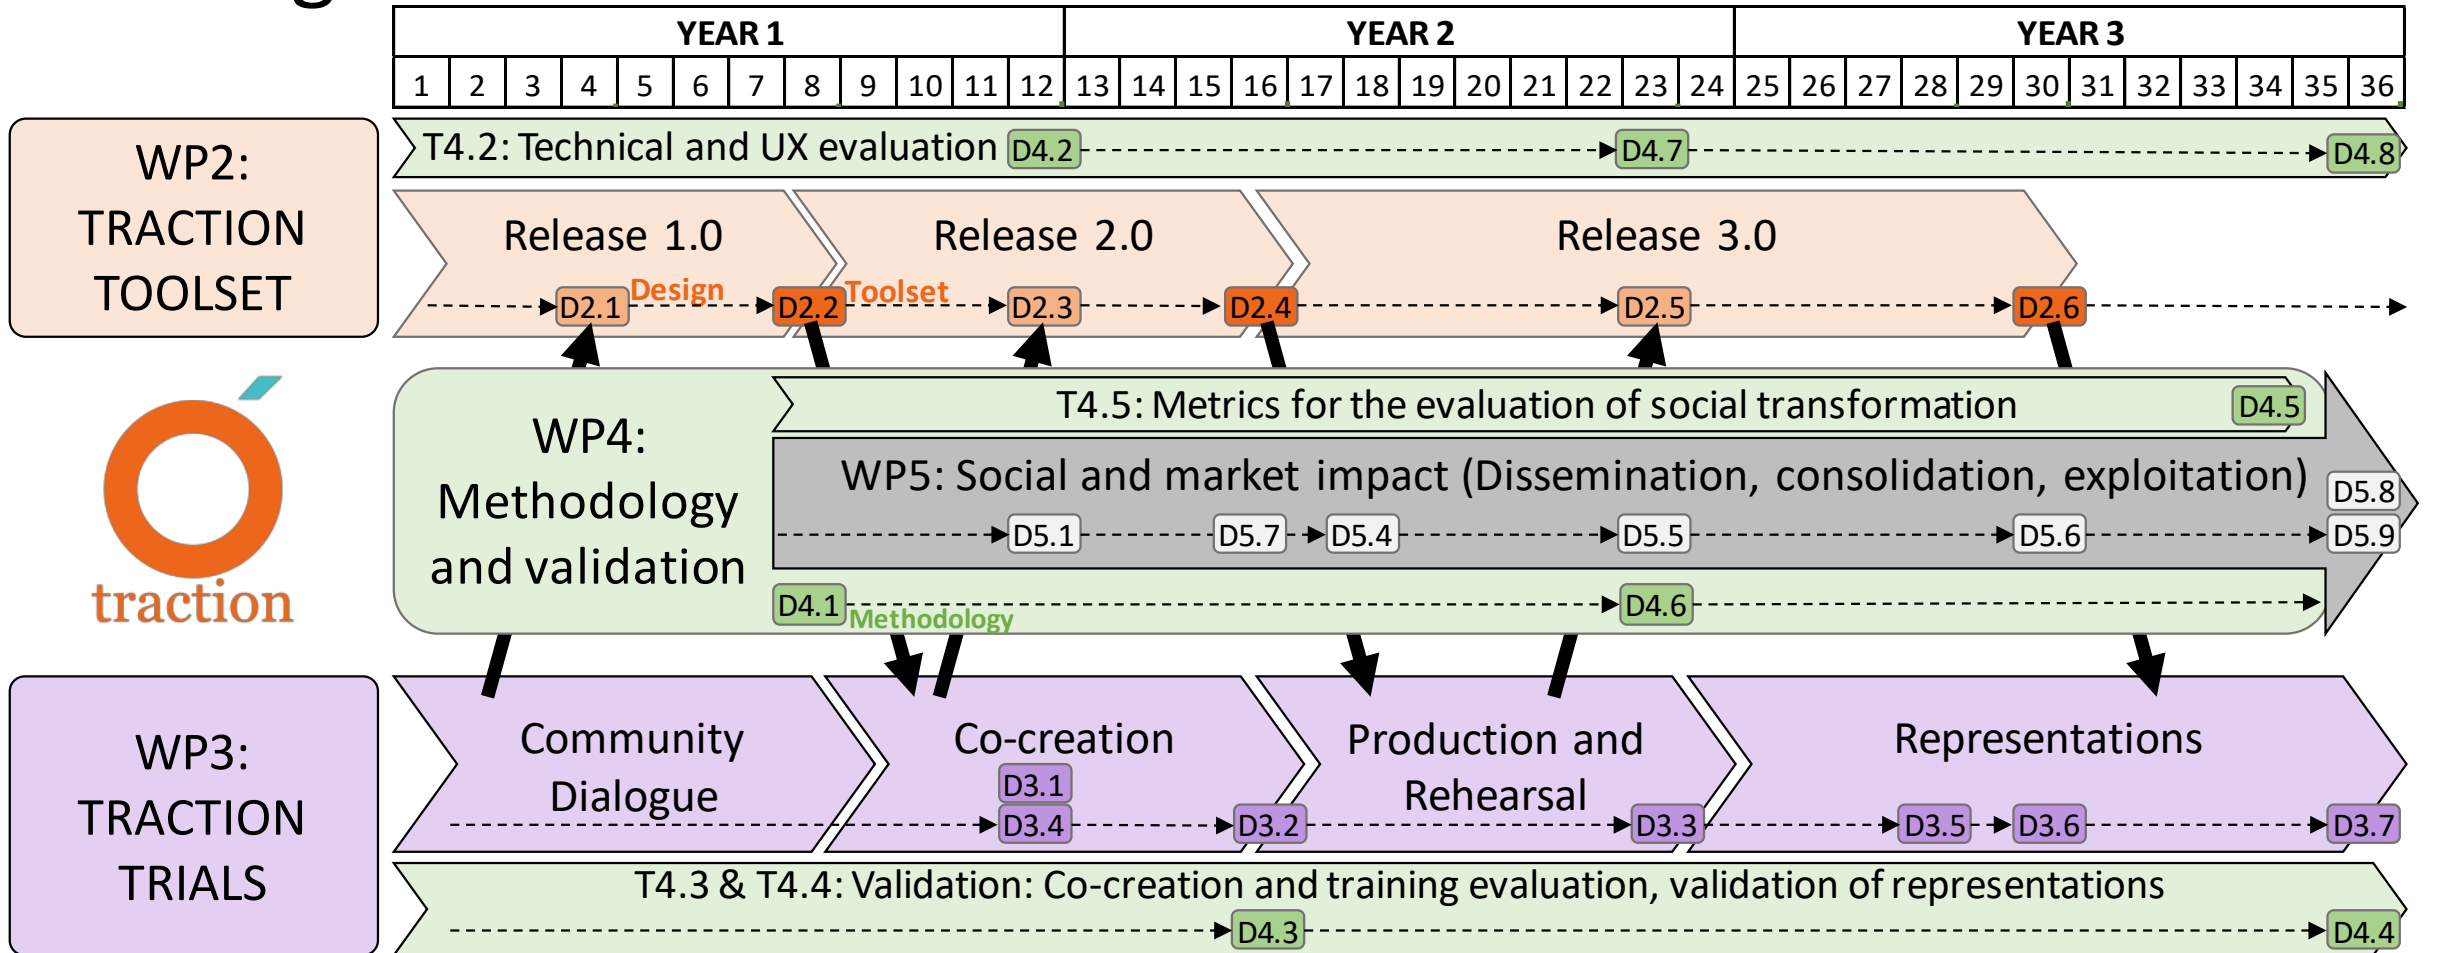 YEAR 1 YEAR 2 YEAR 3
1 2 3 4 5 6 7 8 9 10 11 12 13 14 15 16 17 18 19 20 21 22 23 24 25 26 27 28 29 30 31 32 33 34 35 36
WP2:
TRACTION
TOOLSET
T4.2: Technical and UX evaluation D4.2 D4.7 D4.8
Release 1.0 Release 2.0 Release 3.0
Design Toolset
D2.1 D2.2 D2.3 D2.4 D2.5 D2.6
traction
WP4:
Methodology
and validation
T4.5: Metrics for the evaluation of social transformation D4.5
WP5: Social and market impact (Dissemination, consolidation, exploitation) D5.8
D5.1 D5.7 D5.4 D5.5 D5.6 D5.9
D4.1 Methodology D4.6
WP3:
TRACTION
TRIALS
Community
Dialogue
Co-creation
D3.1
D3.4 D3.2
Production and
Rehearsal
D3.3
Representations
D3.5 D3.6 D3.7
T4.3 & T4.4: Validation: Co-creation and training evaluation, validation of representations
D4.3 D4.4